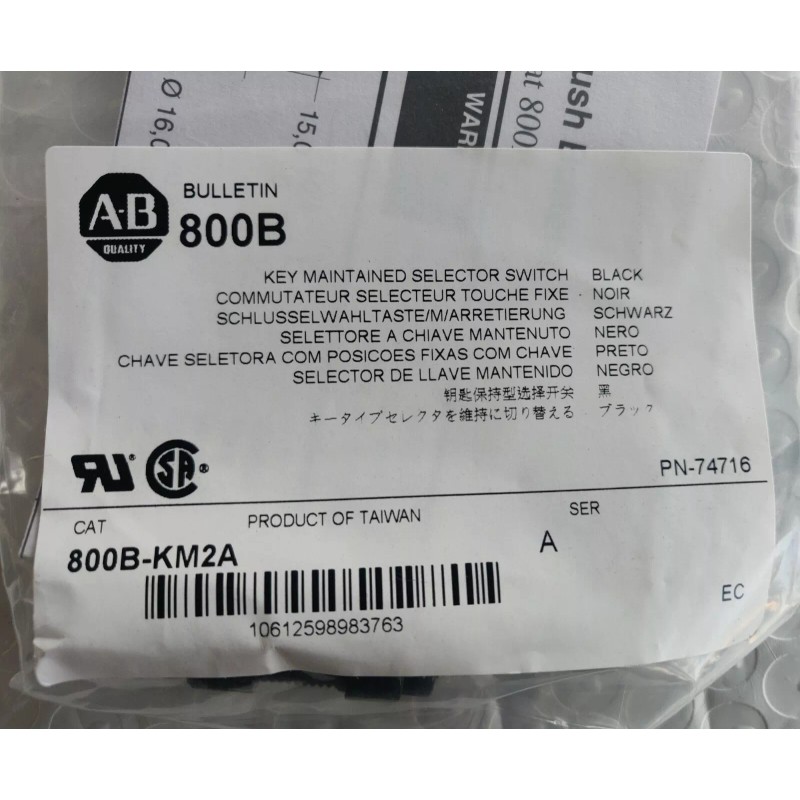 Ø 16,0
15,0
WAR
ush
at 800
A-B
QUALITY
BULLETIN
800B
KEY MAINTAINED SELECTOR SWITCH BLACK
COMMUTATEUR SELECTEUR TOUCHE FIXE NOIR
SCHLUSSELWAHLTASTE/M/ARRETIERUNG SCHWARZ
SELETTORE A CHIAVE MANTENUTO NERO
CHAVE SELETORA COM POSICOES FIXAS COM CHAVE PRETO
SELECTOR DE LLAVE MANTENIDO NEGRO
钥匙保持型选择开关 黑
キータイプセレクタを維持に切り替える ブラック
RU® SA®
PN-74716
CAT PRODUCT OF TAIWAN SER
800B-KM2A A
EC
10612598983763